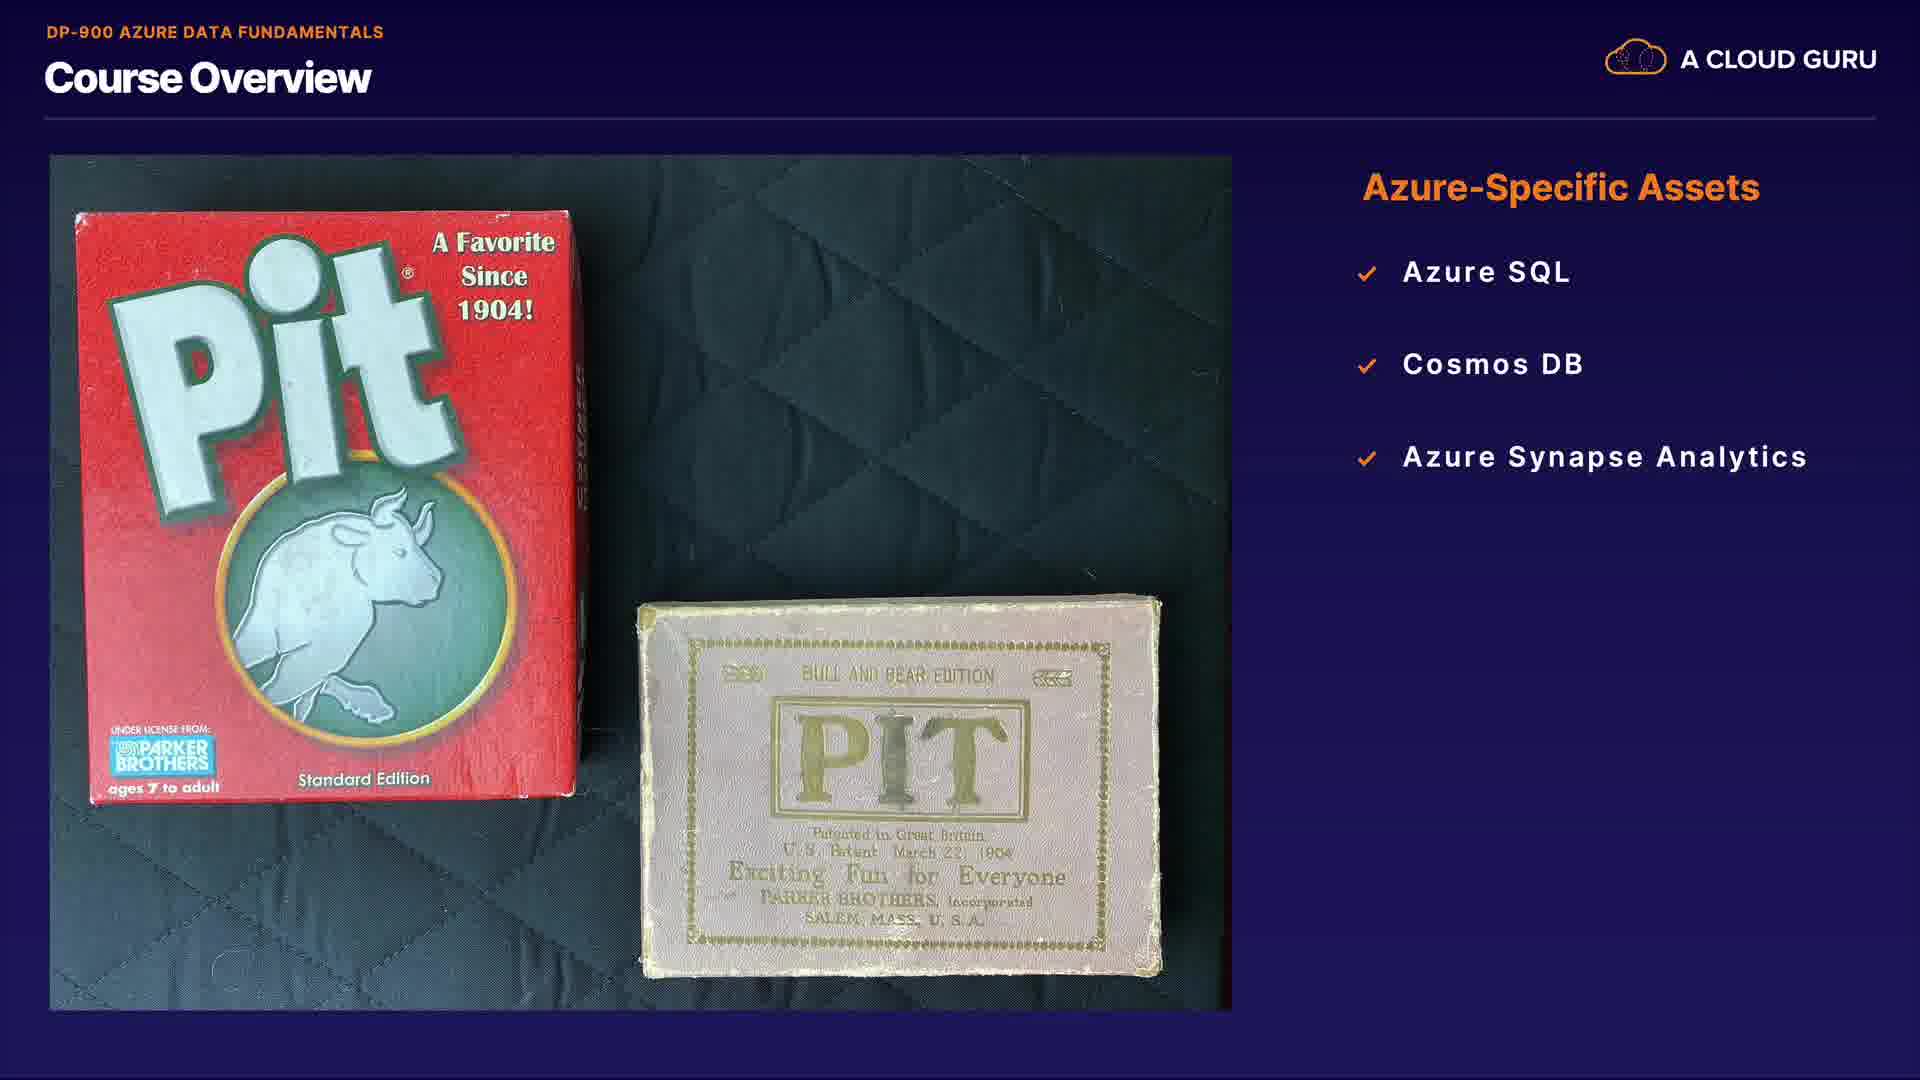 DP-900 AZURE DATA FUNDAMENTALS
Course Overview
A CLOUD GURU
Pit®
A Favorite
Since
1904!
UNDER LICENSE FROM:
PARKER
BROTHERS
ages 7 to adult
Standard Edition
BULL AND BEAR EDITION
PIT
Patented in Great Britain
U. S. Patent March 22, 1904
Exciting Fun for Everyone
PARKER BROTHERS, Incorporated
SALEM, MASS. U. S. A.
Azure-Specific Assets
Azure SQL
Cosmos DB
Azure Synapse Analytics